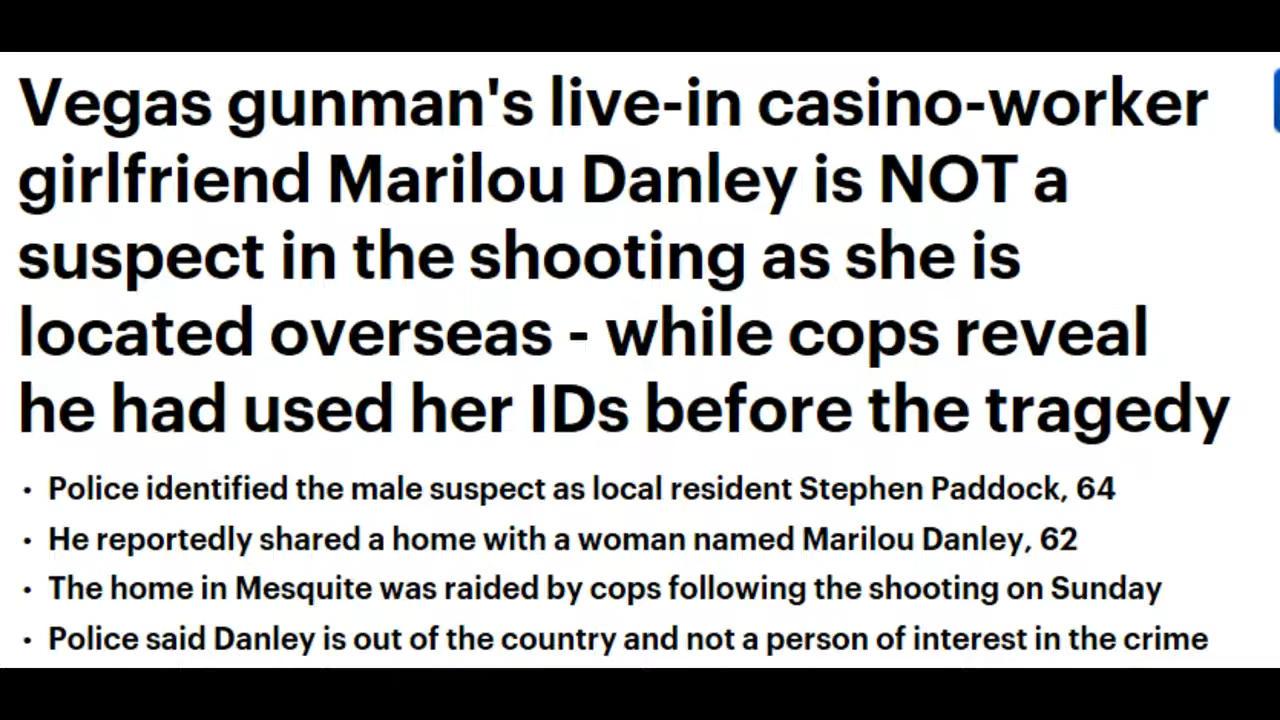 Vegas gunman's live-in casino-worker
girlfriend Marilou Danley is NOT a
suspect in the shooting as she is
located overseas - while cops reveal
he had used her IDs before the tragedy
• Police identified the male suspect as local resident Stephen Paddock, 64
• He reportedly shared a home with a woman named Marilou Danley, 62
• The home in Mesquite was raided by cops following the shooting on Sunday
• Police said Danley is out of the country and not a person of interest in the crime